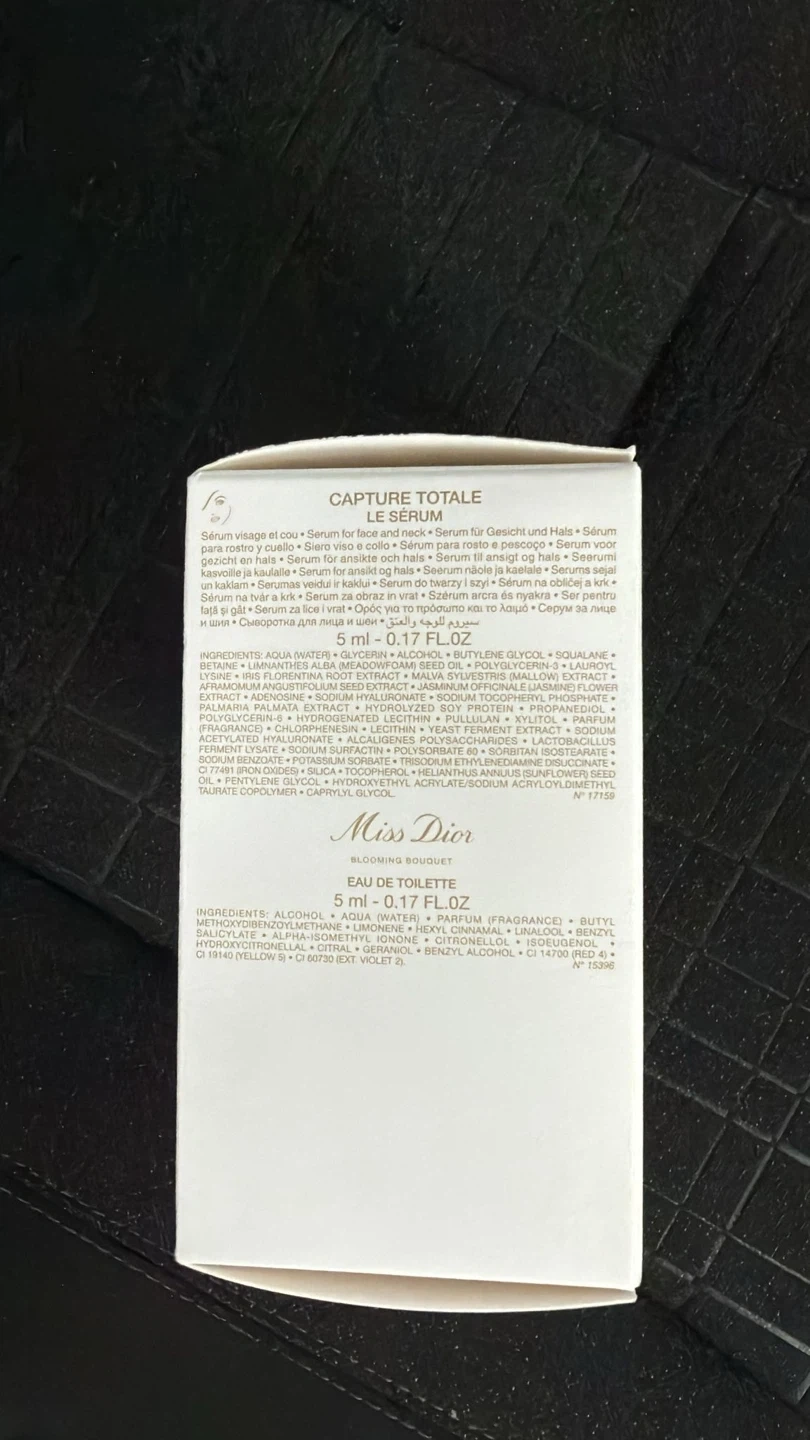 CAPTURE TOTALE
LE SÉRUM
Sérum visage et cou • Serum for face and neck • Serum für Gesicht und Hals • Sérum
para rostro y cuello • Siero viso e collo • Sérum para rosto e pescoço • Serum voor
gezicht en hals • Serum för ansikte och hals • Serum til ansigt og hals • Seerumi
kasvoille ja kaulalle • Serum for ansikt og hals • Seerum näole ja kaelale • Serums sejai
un kaklam • Serumas veidui ir kaklui • Serum do twarzy i szyi • Sérum na obličej a krk •
Sérum na tvár a krk • Serum za obraz in vrat • Szérum arcra és nyakra • Ser pentru
față și gât • Serum za lice i vrat • Ορός για το πρόσωπο και το λαιμό • Серум за лице
и шия • Сыворотка для лица и шеи • سيروم للوجه والعنق
5 ml - 0.17 FL.OZ
INGREDIENTS: AQUA (WATER) • GLYCERIN • ALCOHOL • BUTYLENE GLYCOL • SQUALANE •
BETAINE • LIMNANTHES ALBA (MEADOWFOAM) SEED OIL • POLYGLYCERIN-3 • LAUROYL
LYSINE • IRIS FLORENTINA ROOT EXTRACT • MALVA SYLVESTRIS (MALLOW) EXTRACT •
AFRAMOMUM ANGUSTIFOLIUM SEED EXTRACT • JASMINUM OFFICINALE (JASMINE) FLOWER
EXTRACT • ADENOSINE • SODIUM HYALURONATE • SODIUM TOCOPHERYL PHOSPHATE •
PALMARIA PALMATA EXTRACT • HYDROLYZED SOY PROTEIN • PROPANEDIOL •
POLYGLYCERIN-6 • HYDROGENATED LECITHIN • PULLULAN • XYLITOL • PARFUM
(FRAGRANCE) • CHLORPHENESIN • LECITHIN • YEAST FERMENT EXTRACT • SODIUM
ACETYLATED HYALURONATE • ALCALIGENES POLYSACCHARIDES • LACTOBACILLUS
FERMENT LYSATE • SODIUM SURFACTIN • POLYSORBATE 60 • SORBITAN ISOSTEARATE •
SODIUM BENZOATE • POTASSIUM SORBATE • TRISODIUM ETHYLENEDIAMINE DISUCCINATE •
CI 77491 (IRON OXIDES) • SILICA • TOCOPHEROL • HELIANTHUS ANNUUS (SUNFLOWER) SEED
OIL • PENTYLENE GLYCOL • HYDROXYETHYL ACRYLATE/SODIUM ACRYLOYLDIMETHYL
TAURATE COPOLYMER • CAPRYLYL GLYCOL. N° 17159
Miss Dior
BLOOMING BOUQUET
EAU DE TOILETTE
5 ml - 0.17 FL.OZ
INGREDIENTS: ALCOHOL • AQUA (WATER) • PARFUM (FRAGRANCE) • BUTYL
METHOXYDIBENZOYLMETHANE • LIMONENE • HEXYL CINNAMAL • LINALOOL • BENZYL
SALICYLATE • ALPHA-ISOMETHYL IONONE • CITRONELLOL • ISOEUGENOL •
HYDROXYCITRONELLAL • CITRAL • GERANIOL • BENZYL ALCOHOL • CI 14700 (RED 4) •
CI 19140 (YELLOW 5) • CI 60730 (EXT. VIOLET 2). N° 15396